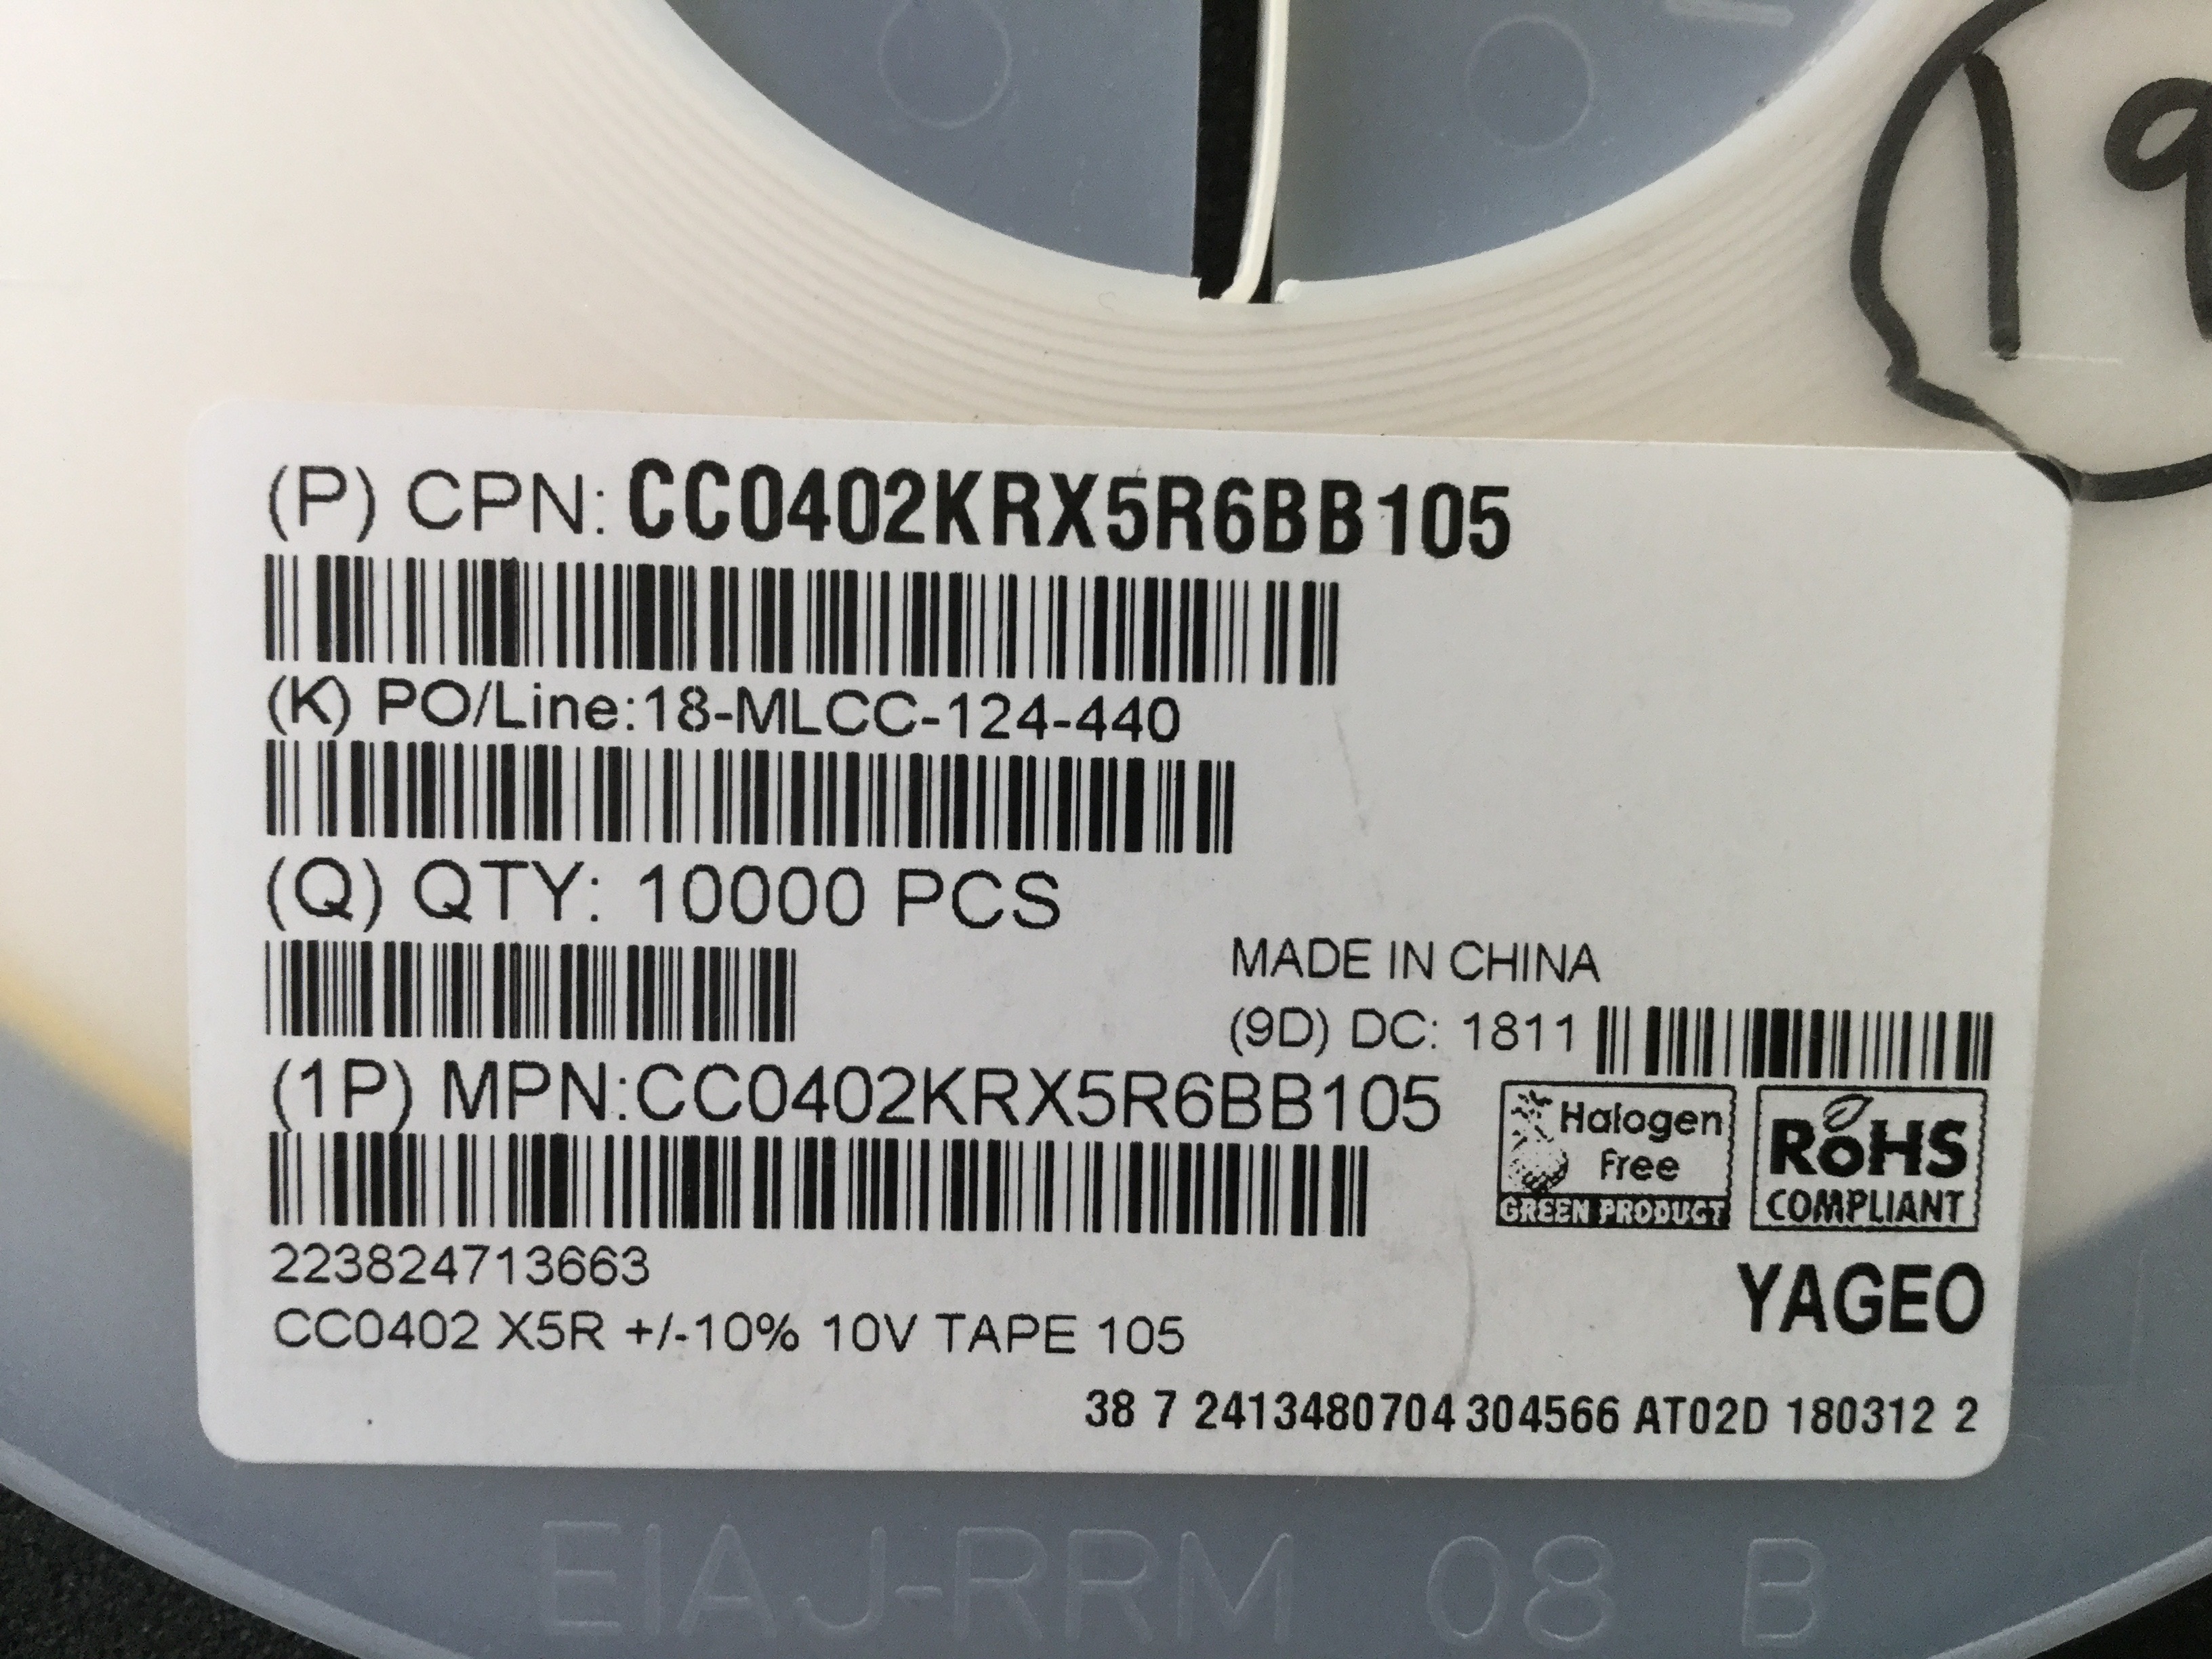 19
(P) CPN: CC0402KRX5R6BB105
(K) PO/Line:18-MLCC-124-440
(Q) QTY: 10000 PCS
MADE IN CHINA
(9D) DC: 1811
(1P) MPN:CC0402KRX5R6BB105
Halogen
Free
GREEN PRODUCT
RoHS
COMPLIANT
223824713663
YAGEO
CC0402 X5R +/-10% 10V TAPE 105
38 7 2413480704 304566 AT02D 180312 2
EIAJ-RRM 08 B